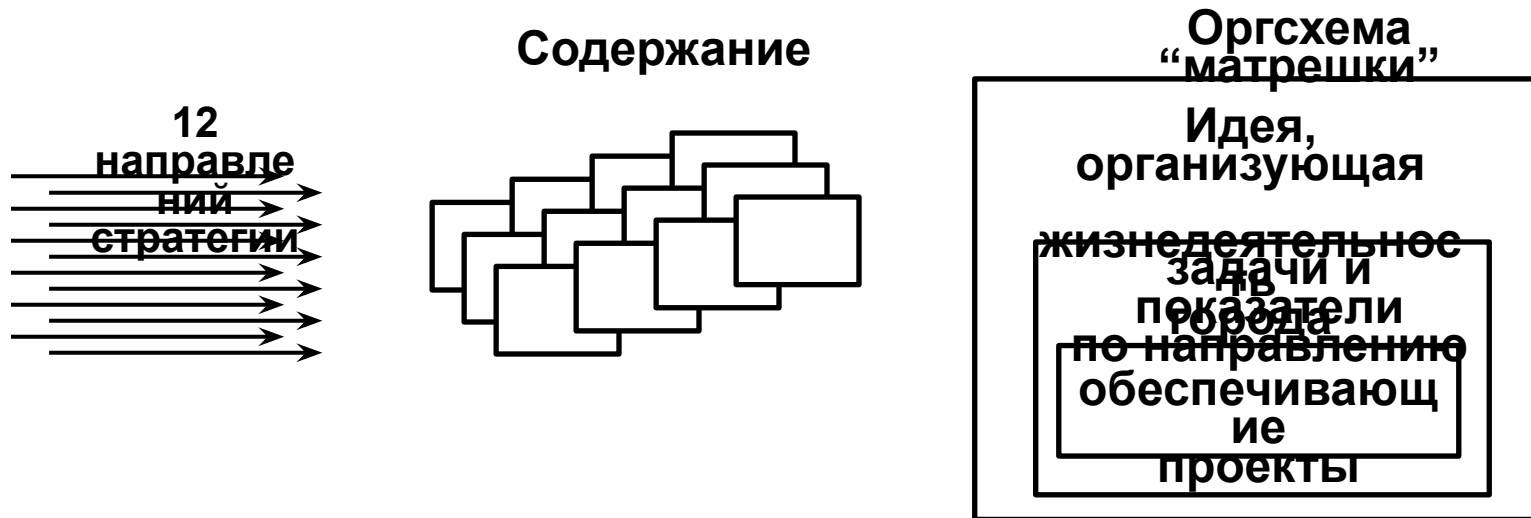 12
направле
ний
стратегии
Содержание
Оргсхема
“матрешки”
Идея,
организующая
жизнедеятельнос
ть
города
задачи и
показатели
по направлению
обеспечивающ
ие
проекты